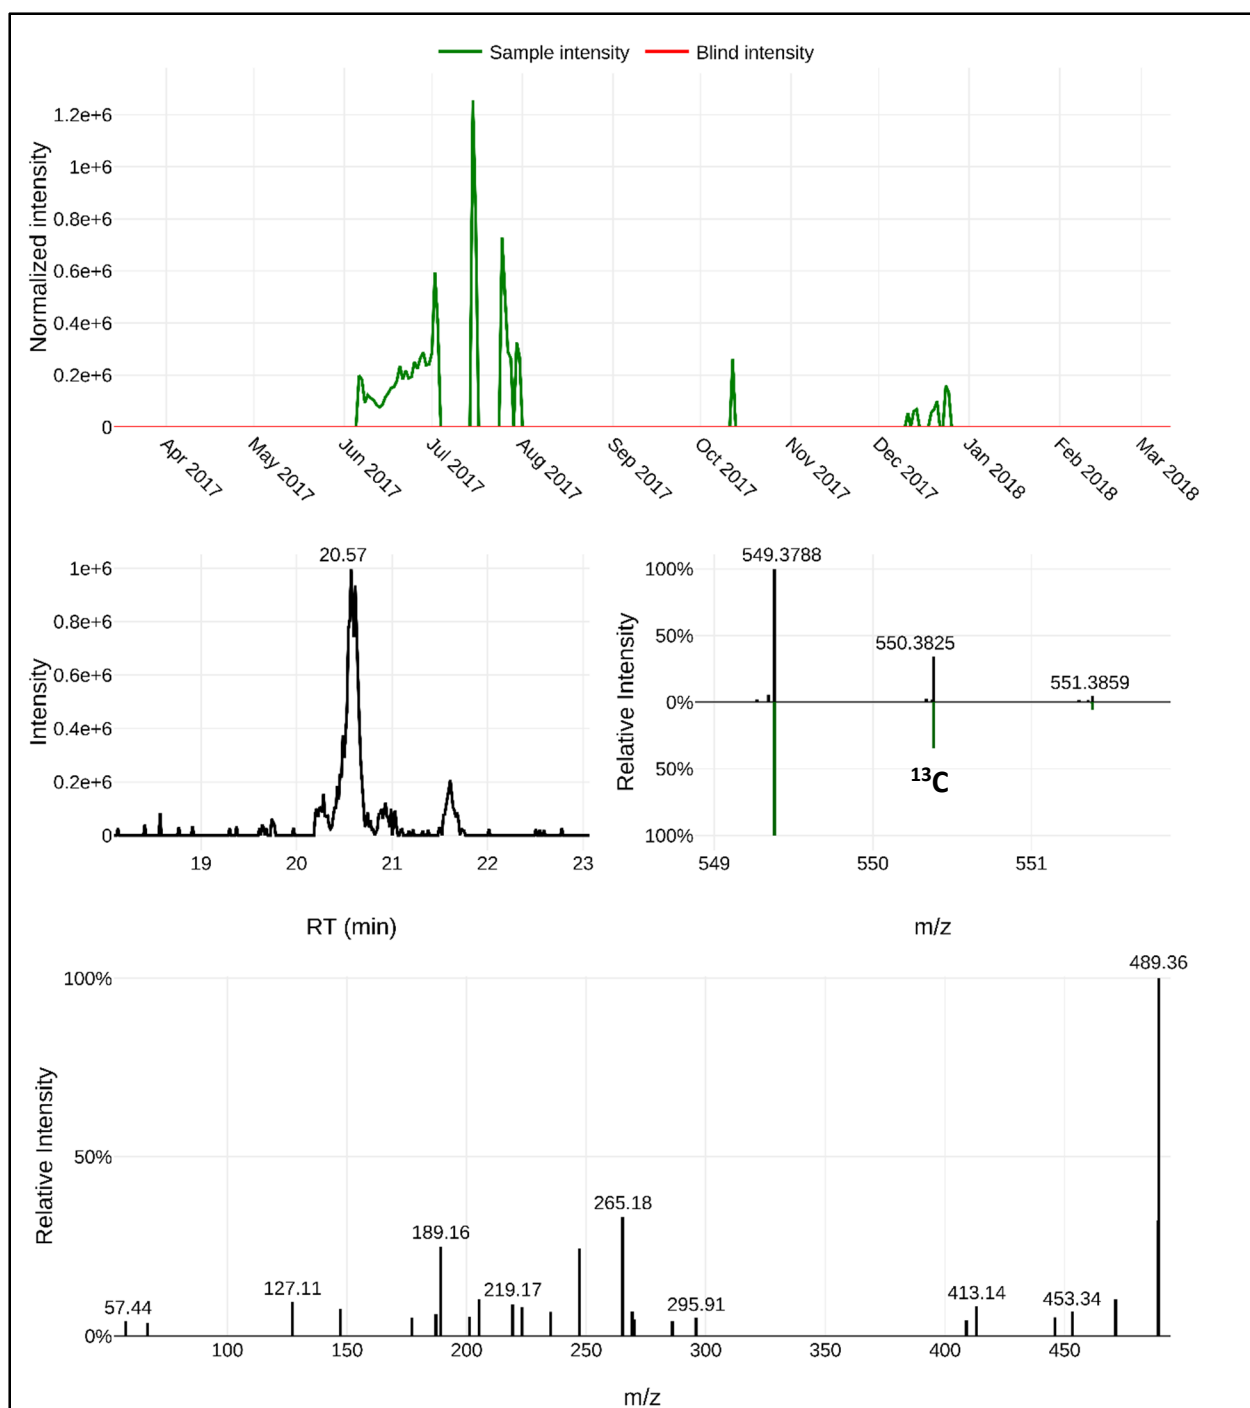 Sample intensity Blind intensity
Normalized intensity
1.2e+6
1e+6
0.8e+6
0.6e+6
0.4e+6
0.2e+6
0
Apr 2017 May 2017 Jun 2017 Jul 2017 Aug 2017 Sep 2017 Oct 2017 Nov 2017 Dec 2017 Jan 2018 Feb 2018 Mar 2018
Intensity
20.57
1e+6
0.8e+6
0.6e+6
0.4e+6
0.2e+6
0
19 20 21 22 23
RT (min)
Relative Intensity
549.3788
100%
550.3825
50%
551.3859
0%
13C
50%
100%
549 550 551
m/z
Relative Intensity
489.36
100%
50%
265.18
189.16
127.11 219.17 413.14
57.44 295.91 453.34
0%
100 150 200 250 300 350 400 450
m/z